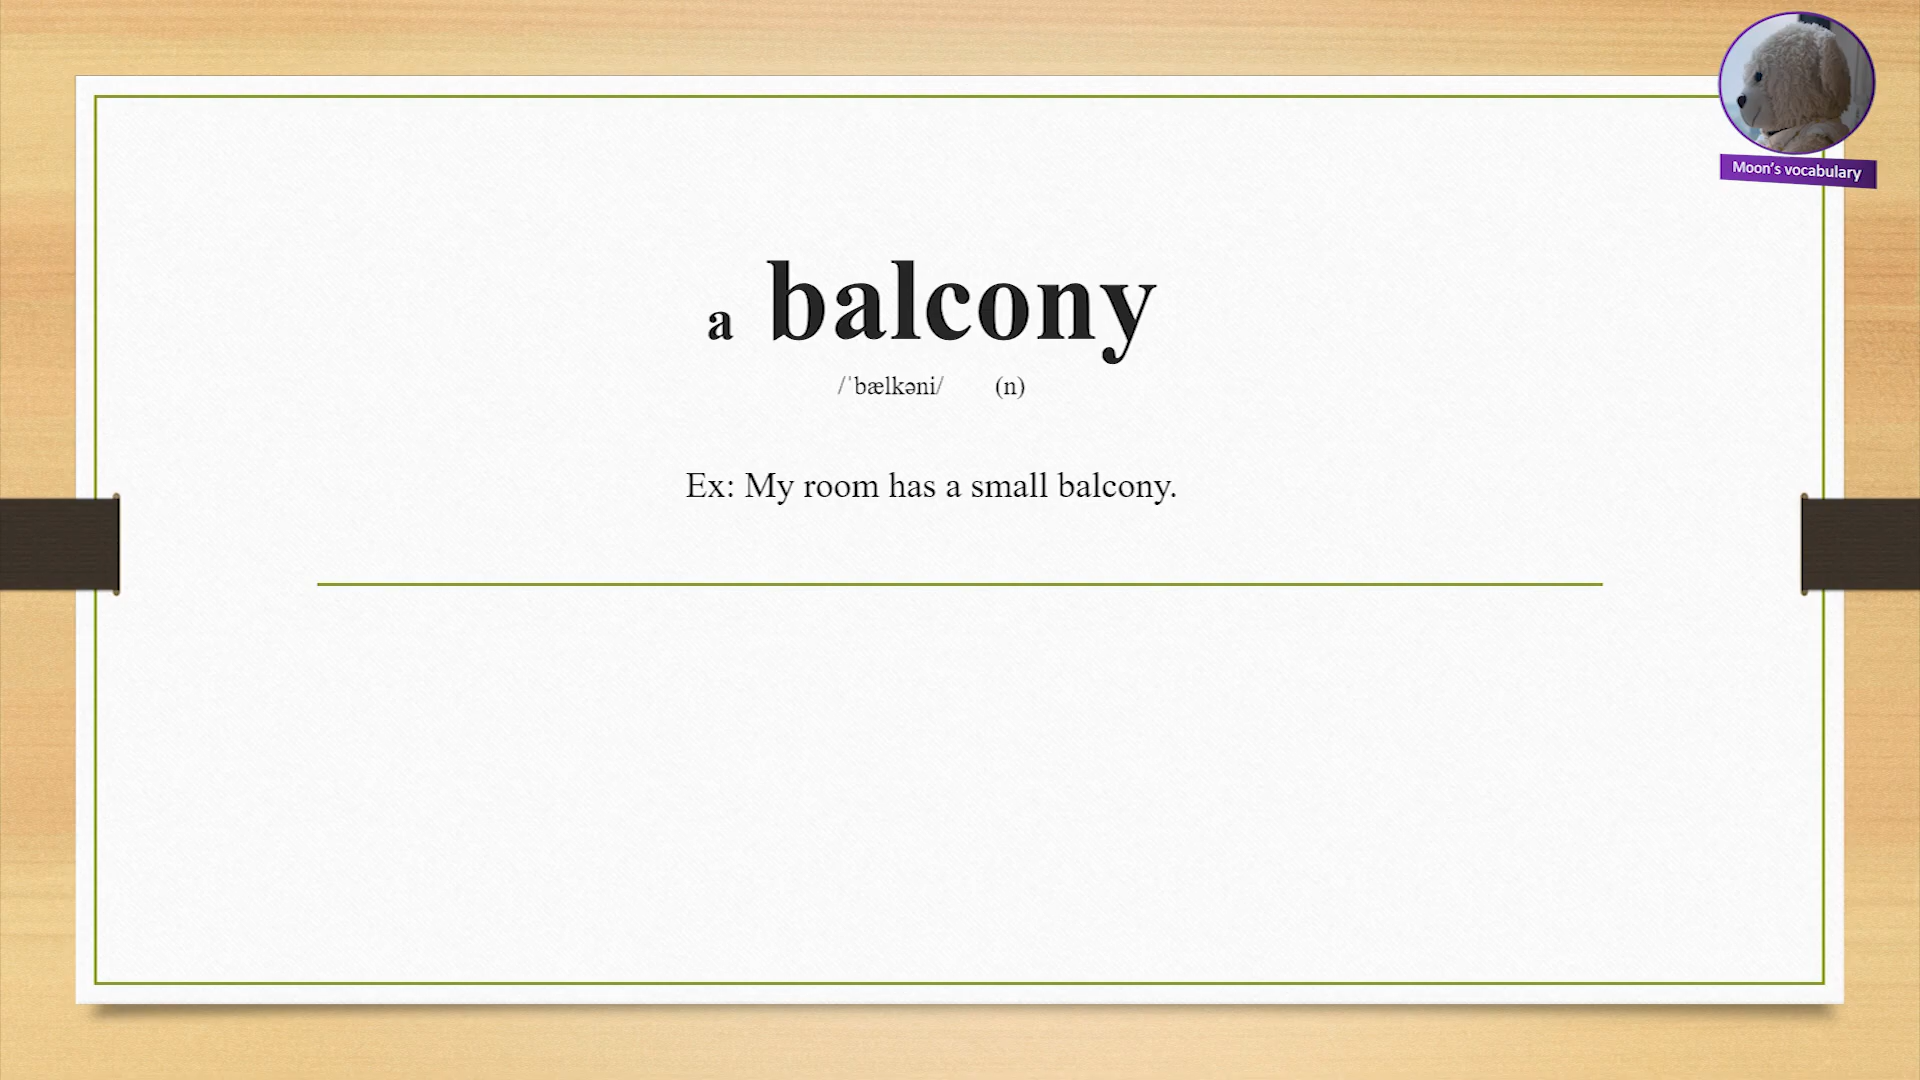 Moon's vocabulary
a balcony
/ˈbælkəni/ (n)
Ex: My room has a small balcony.